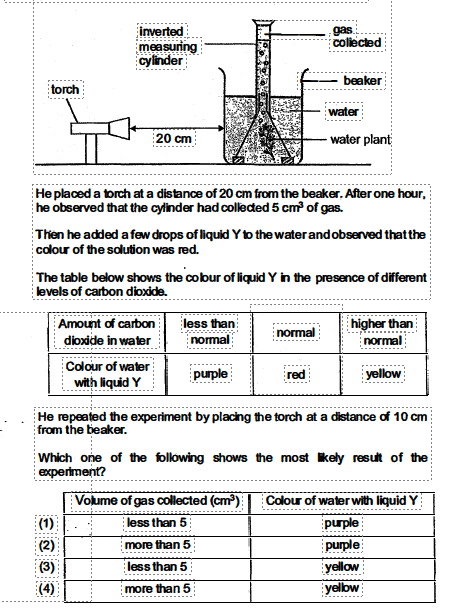 inverted
measuring
cylinder
gas
collected
torch
beaker
water
20 cm
water plant
He placed a torch at a distance of 20 cm from the beaker. After one hour,
he observed that the cylinder had collected 5 cm³ of gas.
Then he added a few drops of liquid Y to the water and observed that the
colour of the solution was red.
The table below shows the colour of liquid Y in the presence of different
levels of carbon dioxide.
Amount of carbon dioxide in water | less than normal | normal | higher than normal
Colour of water with liquid Y | purple | red | yellow
He repeated the experiment by placing the torch at a distance of 10 cm
from the beaker.
Which one of the following shows the most likely result of the
experiment?
Volume of gas collected (cm³) | Colour of water with liquid Y
(1) less than 5 | purple
(2) more than 5 | purple
(3) less than 5 | yellow
(4) more than 5 | yellow